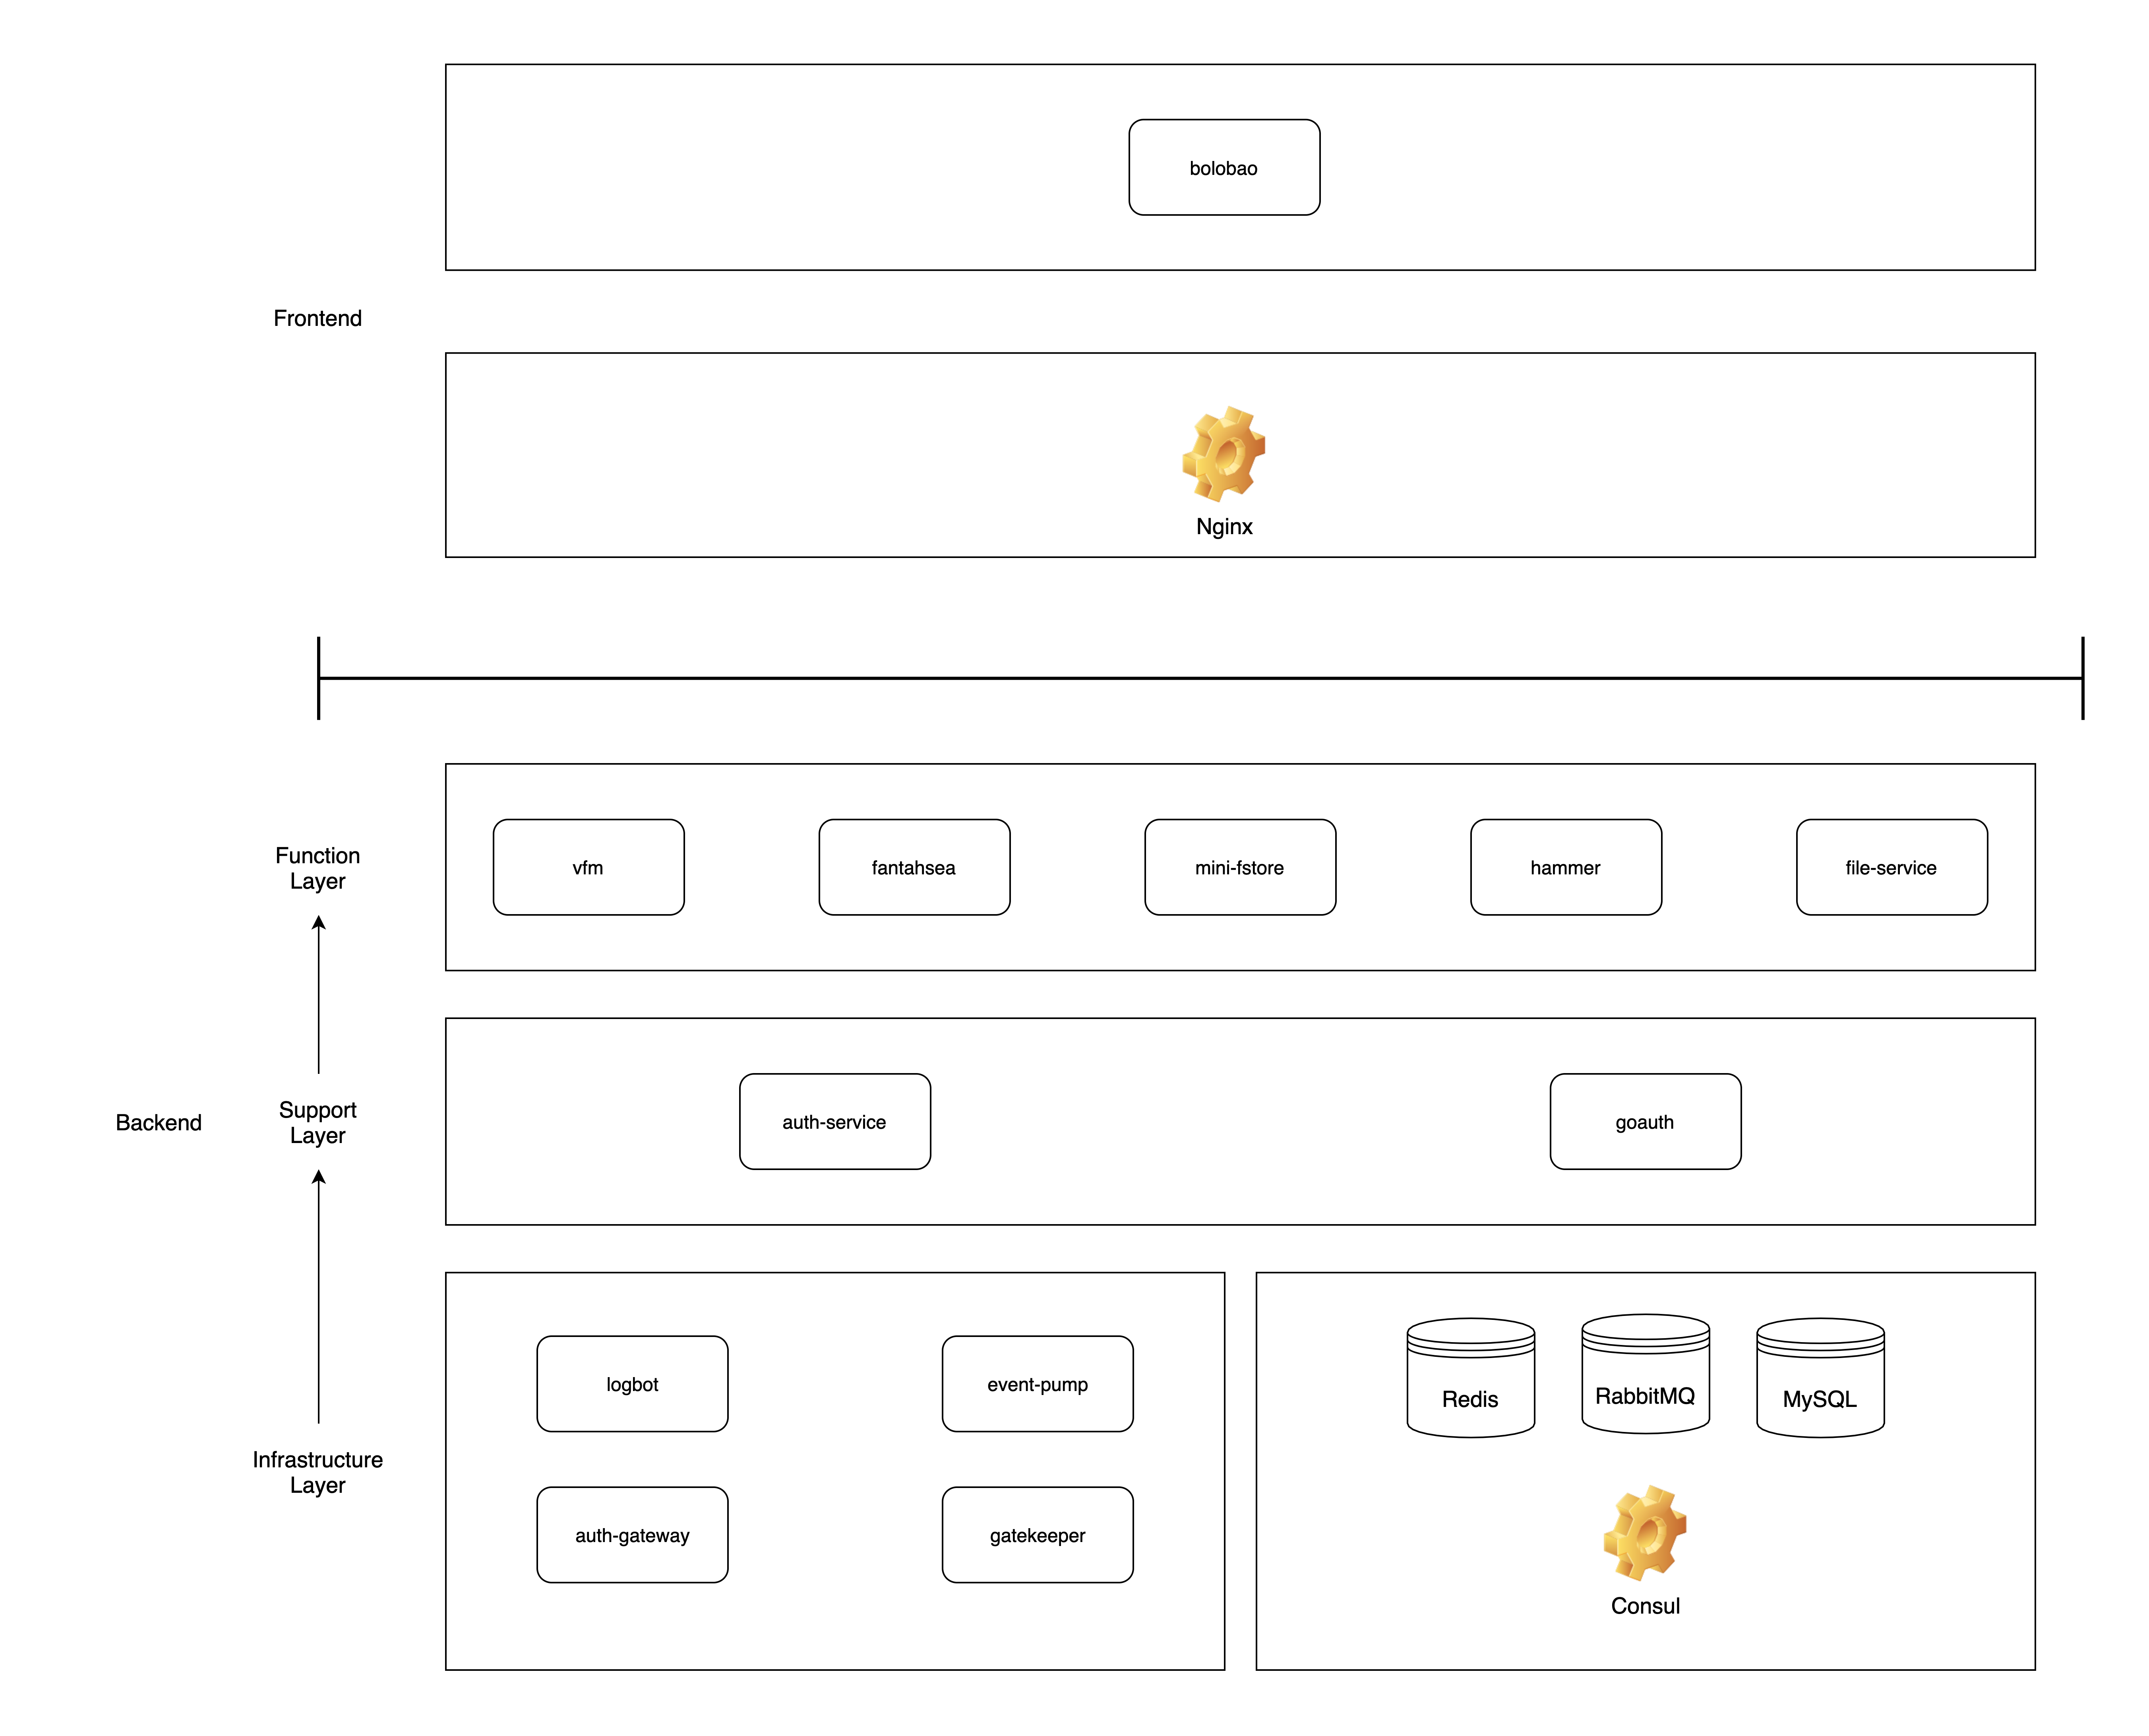 bolobao
Frontend
Nginx
Function
Layer
vfm
fantahsea
mini-fstore
hammer
file-service
Backend
Support
Layer
auth-service
goauth
Infrastructure
Layer
logbot
event-pump
auth-gateway
gatekeeper
Redis
RabbitMQ
MySQL
Consul